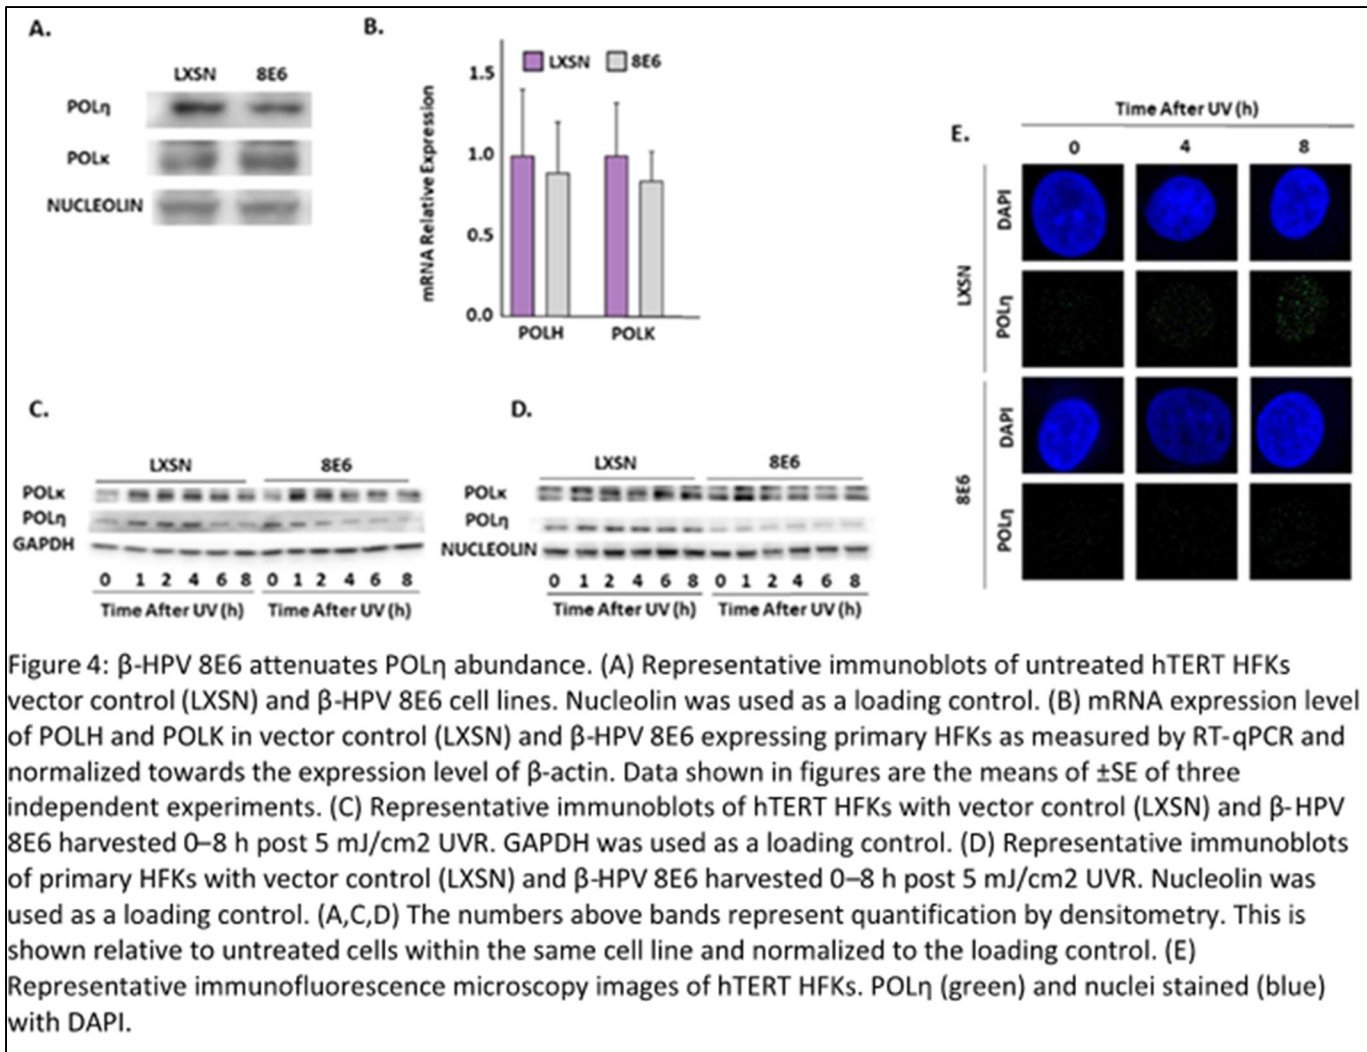 A.
LXSN 8E6
POLη
POLκ
NUCLEOLIN
B.
LXSN 8E6
mRNA Relative Expression
1.5
1.0
0.5
0.0
POLH POLK
C.
LXSN 8E6
POLκ
POLη
GAPDH
0 1 2 4 6 8 0 1 2 4 6 8
Time After UV (h) Time After UV (h)
D.
LXSN 8E6
POLκ
POLη
NUCLEOLIN
0 1 2 4 6 8 0 1 2 4 6 8
Time After UV (h) Time After UV (h)
E.
Time After UV (h)
0 4 8
LXSN
DAPI
POLη
8E6
DAPI
POLη
Figure 4: β-HPV 8E6 attenuates POLη abundance. (A) Representative immunoblots of untreated hTERT HFKs
vector control (LXSN) and β-HPV 8E6 cell lines. Nucleolin was used as a loading control. (B) mRNA expression level
of POLH and POLK in vector control (LXSN) and β-HPV 8E6 expressing primary HFKs as measured by RT-qPCR and
normalized towards the expression level of β-actin. Data shown in figures are the means of ±SE of three
independent experiments. (C) Representative immunoblots of hTERT HFKs with vector control (LXSN) and β-HPV
8E6 harvested 0–8 h post 5 mJ/cm2 UVR. GAPDH was used as a loading control. (D) Representative immunoblots
of primary HFKs with vector control (LXSN) and β-HPV 8E6 harvested 0–8 h post 5 mJ/cm2 UVR. Nucleolin was
used as a loading control. (A,C,D) The numbers above bands represent quantification by densitometry. This is
shown relative to untreated cells within the same cell line and normalized to the loading control. (E)
Representative immunofluorescence microscopy images of hTERT HFKs. POLη (green) and nuclei stained (blue)
with DAPI.